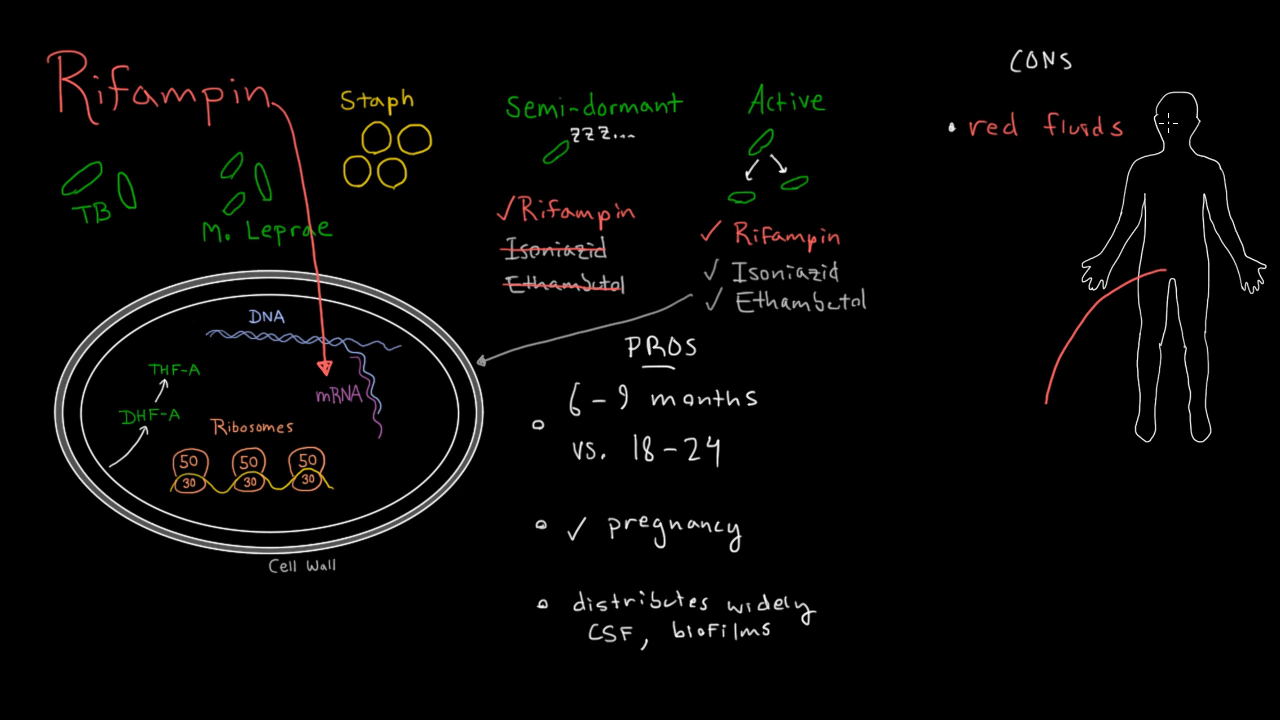 Rifampin
TB
M. Leprae
Staph
Semi-dormant
zzz...
✓Rifampin
Isoniazid
Ethambutol
Active
✓ Rifampin
✓ Isoniazid
✓ Ethambutol
DNA
mRNA
THF-A
DHF-A
Ribosomes
50 50 50
30 30 30
Cell Wall
PROS
• 6-9 months
vs. 18-24
• ✓ pregnancy
• distributes widely
CSF, biofilms
CONS
• red fluids